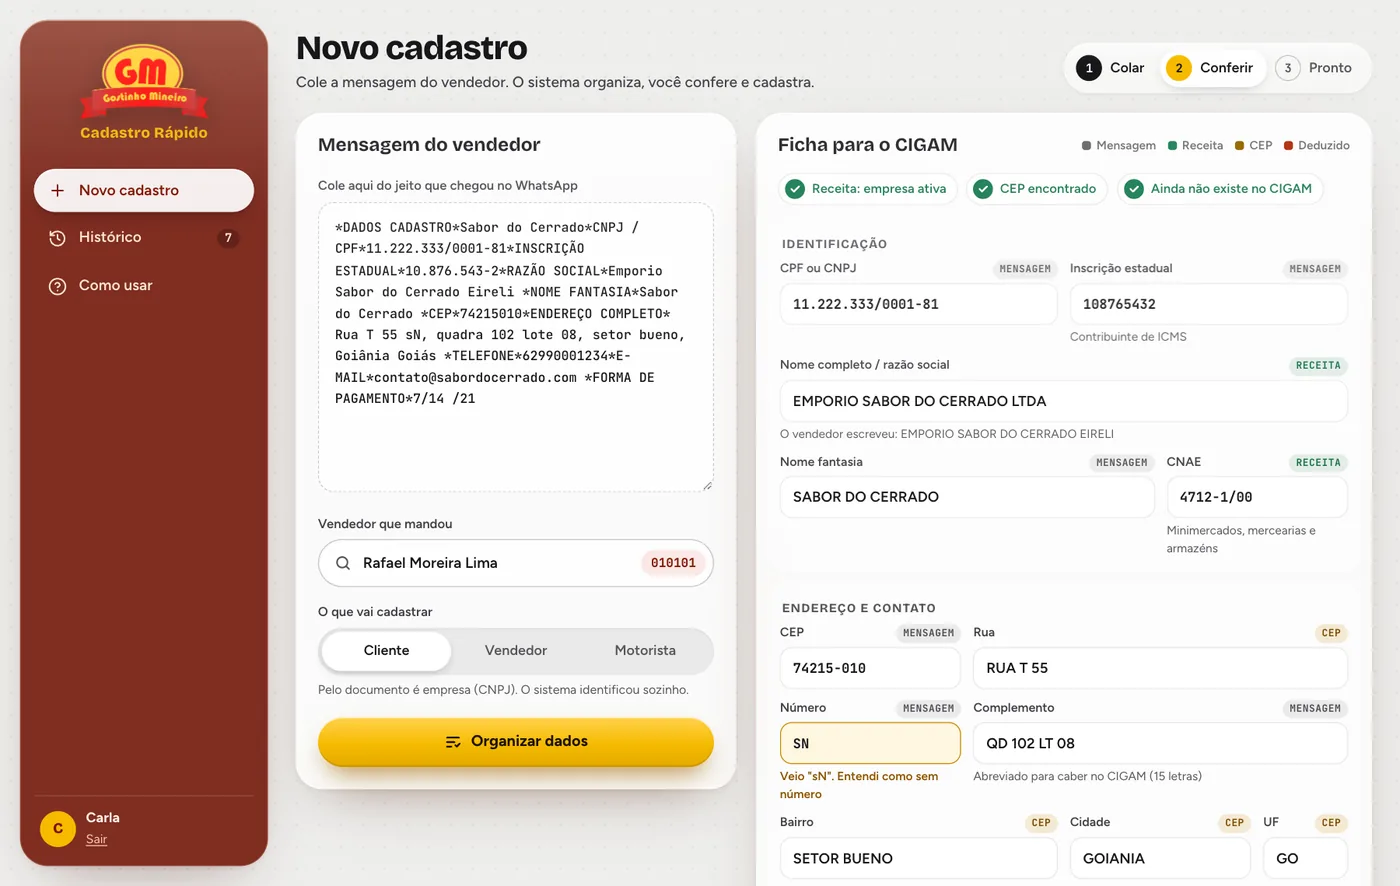 GM
Gostinho Mineiro
Cadastro Rápido
Novo cadastro
Histórico
7
Como usar
C
Carla
Sair
Novo cadastro
Cole a mensagem do vendedor. O sistema organiza, você confere e cadastra.
1 Colar
2 Conferir
3 Pronto
Mensagem do vendedor
Cole aqui do jeito que chegou no WhatsApp
*DADOS CADASTRO*Sabor do Cerrado*CNPJ /
CPF*11.222.333/0001-81*INSCRIÇÃO
ESTADUAL*10.876.543-2*RAZÃO SOCIAL*Emporio
Sabor do Cerrado Eireli *NOME FANTASIA*Sabor
do Cerrado *CEP*74215010*ENDEREÇO COMPLETO*
Rua T 55 sN, quadra 102 lote 08, setor bueno,
Goiânia Goiás *TELEFONE*62990001234*E-
MAIL*contato@sabordocerrado.com *FORMA DE
PAGAMENTO*7/14 /21
Vendedor que mandou
Rafael Moreira Lima
010101
O que vai cadastrar
Cliente
Vendedor
Motorista
Pelo documento é empresa (CNPJ). O sistema identificou sozinho.
Organizar dados
Ficha para o CIGAM
Mensagem
Receita
CEP
Deduzido
Receita: empresa ativa
CEP encontrado
Ainda não existe no CIGAM
IDENTIFICAÇÃO
CPF ou CNPJ
MENSAGEM
Inscrição estadual
MENSAGEM
11.222.333/0001-81
108765432
Contribuinte de ICMS
Nome completo / razão social
RECEITA
EMPORIO SABOR DO CERRADO LTDA
O vendedor escreveu: EMPORIO SABOR DO CERRADO EIRELI
Nome fantasia
MENSAGEM
CNAE
RECEITA
SABOR DO CERRADO
4712-1/00
Minimercados, mercearias e
armazéns
ENDEREÇO E CONTATO
CEP
MENSAGEM
Rua
CEP
74215-010
RUA T 55
Número
MENSAGEM
Complemento
MENSAGEM
SN
QD 102 LT 08
Veio "sN". Entendi como sem
número
Abreviado para caber no CIGAM (15 letras)
Bairro
CEP
Cidade
CEP
UF
CEP
SETOR BUENO
GOIANIA
GO